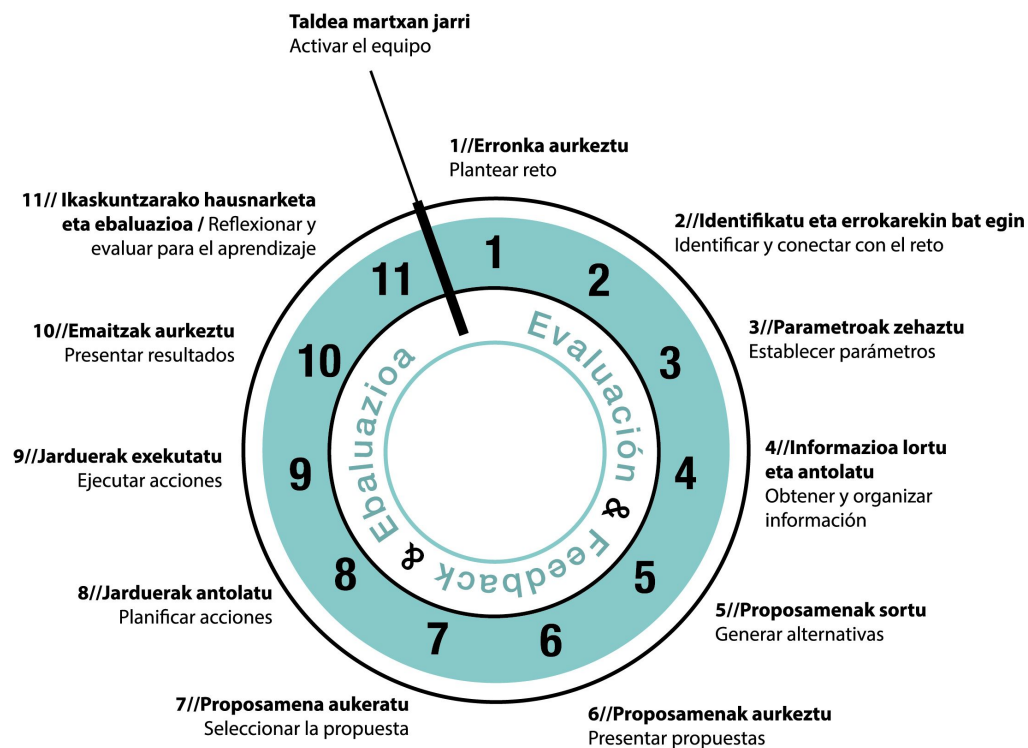 Taldea martxan jarri
Activar el equipo
1//Erronka aurkeztu
Plantear reto
2//Identifikatu eta errokarekin bat egin
Identificar y conectar con el reto
3//Parametroak zehaztu
Establecer parámetros
4//Informazioa lortu
eta antolatu
Obtener y organizar
información
5//Proposamenak sortu
Generar alternativas
6//Proposamenak aurkeztu
Presentar propuestas
7//Proposamena aukeratu
Seleccionar la propuesta
8//Jarduerak antolatu
Planificar acciones
9//Jarduerak exekutatu
Ejecutar acciones
10//Emaitzak aurkeztu
Presentar resultados
11// Ikaskuntzarako hausnarketa
eta ebaluazioa / Reflexionar y
evaluar para el aprendizaje
1
2
3
4
5
6
7
8
9
10
11
Evaluación & Feedback & Ebaluazioa